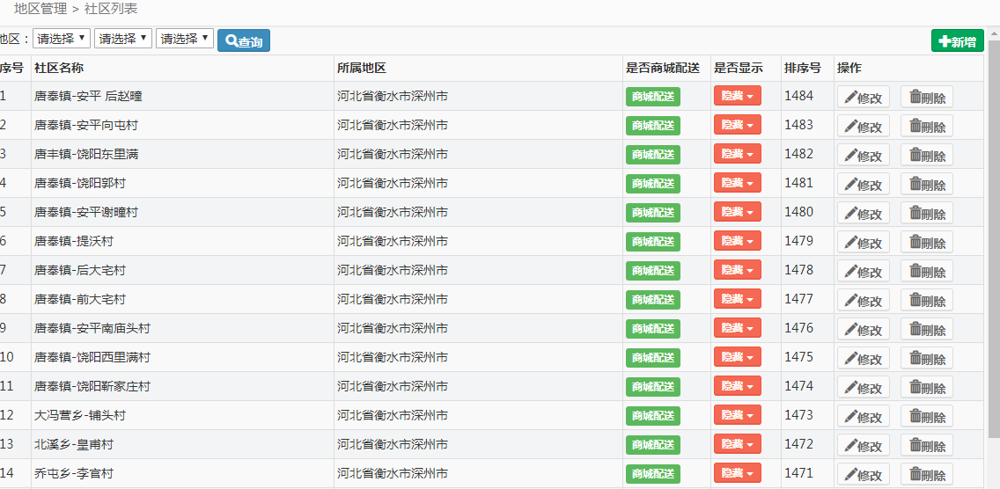 地区管理 > 社区列表
地区： 请选择 请选择 请选择 查询 新增
序号 社区名称 所属地区 是否商城配送 是否显示 排序号 操作
1 唐奉镇-安平 后赵疃 河北省衡水市深州市 商城配送 隐藏 1484 修改 删除
2 唐奉镇-安平向屯村 河北省衡水市深州市 商城配送 隐藏 1483 修改 删除
3 唐丰镇-饶阳东里满 河北省衡水市深州市 商城配送 隐藏 1482 修改 删除
4 唐奉镇-饶阳郭村 河北省衡水市深州市 商城配送 隐藏 1481 修改 删除
5 唐奉镇-安平谢疃村 河北省衡水市深州市 商城配送 隐藏 1480 修改 删除
6 唐奉镇-提沃村 河北省衡水市深州市 商城配送 隐藏 1479 修改 删除
7 唐奉镇-后大宅村 河北省衡水市深州市 商城配送 隐藏 1478 修改 删除
8 唐奉镇-前大宅村 河北省衡水市深州市 商城配送 隐藏 1477 修改 删除
9 唐奉镇-安平南庙头村 河北省衡水市深州市 商城配送 隐藏 1476 修改 删除
10 唐奉镇-饶阳西里满村 河北省衡水市深州市 商城配送 隐藏 1475 修改 删除
11 唐奉镇-饶阳靳家庄村 河北省衡水市深州市 商城配送 隐藏 1474 修改 删除
12 大冯营乡-铺头村 河北省衡水市深州市 商城配送 隐藏 1473 修改 删除
13 北溪乡-皇甫村 河北省衡水市深州市 商城配送 隐藏 1472 修改 删除
14 乔屯乡-李官村 河北省衡水市深州市 商城配送 隐藏 1471 修改 删除